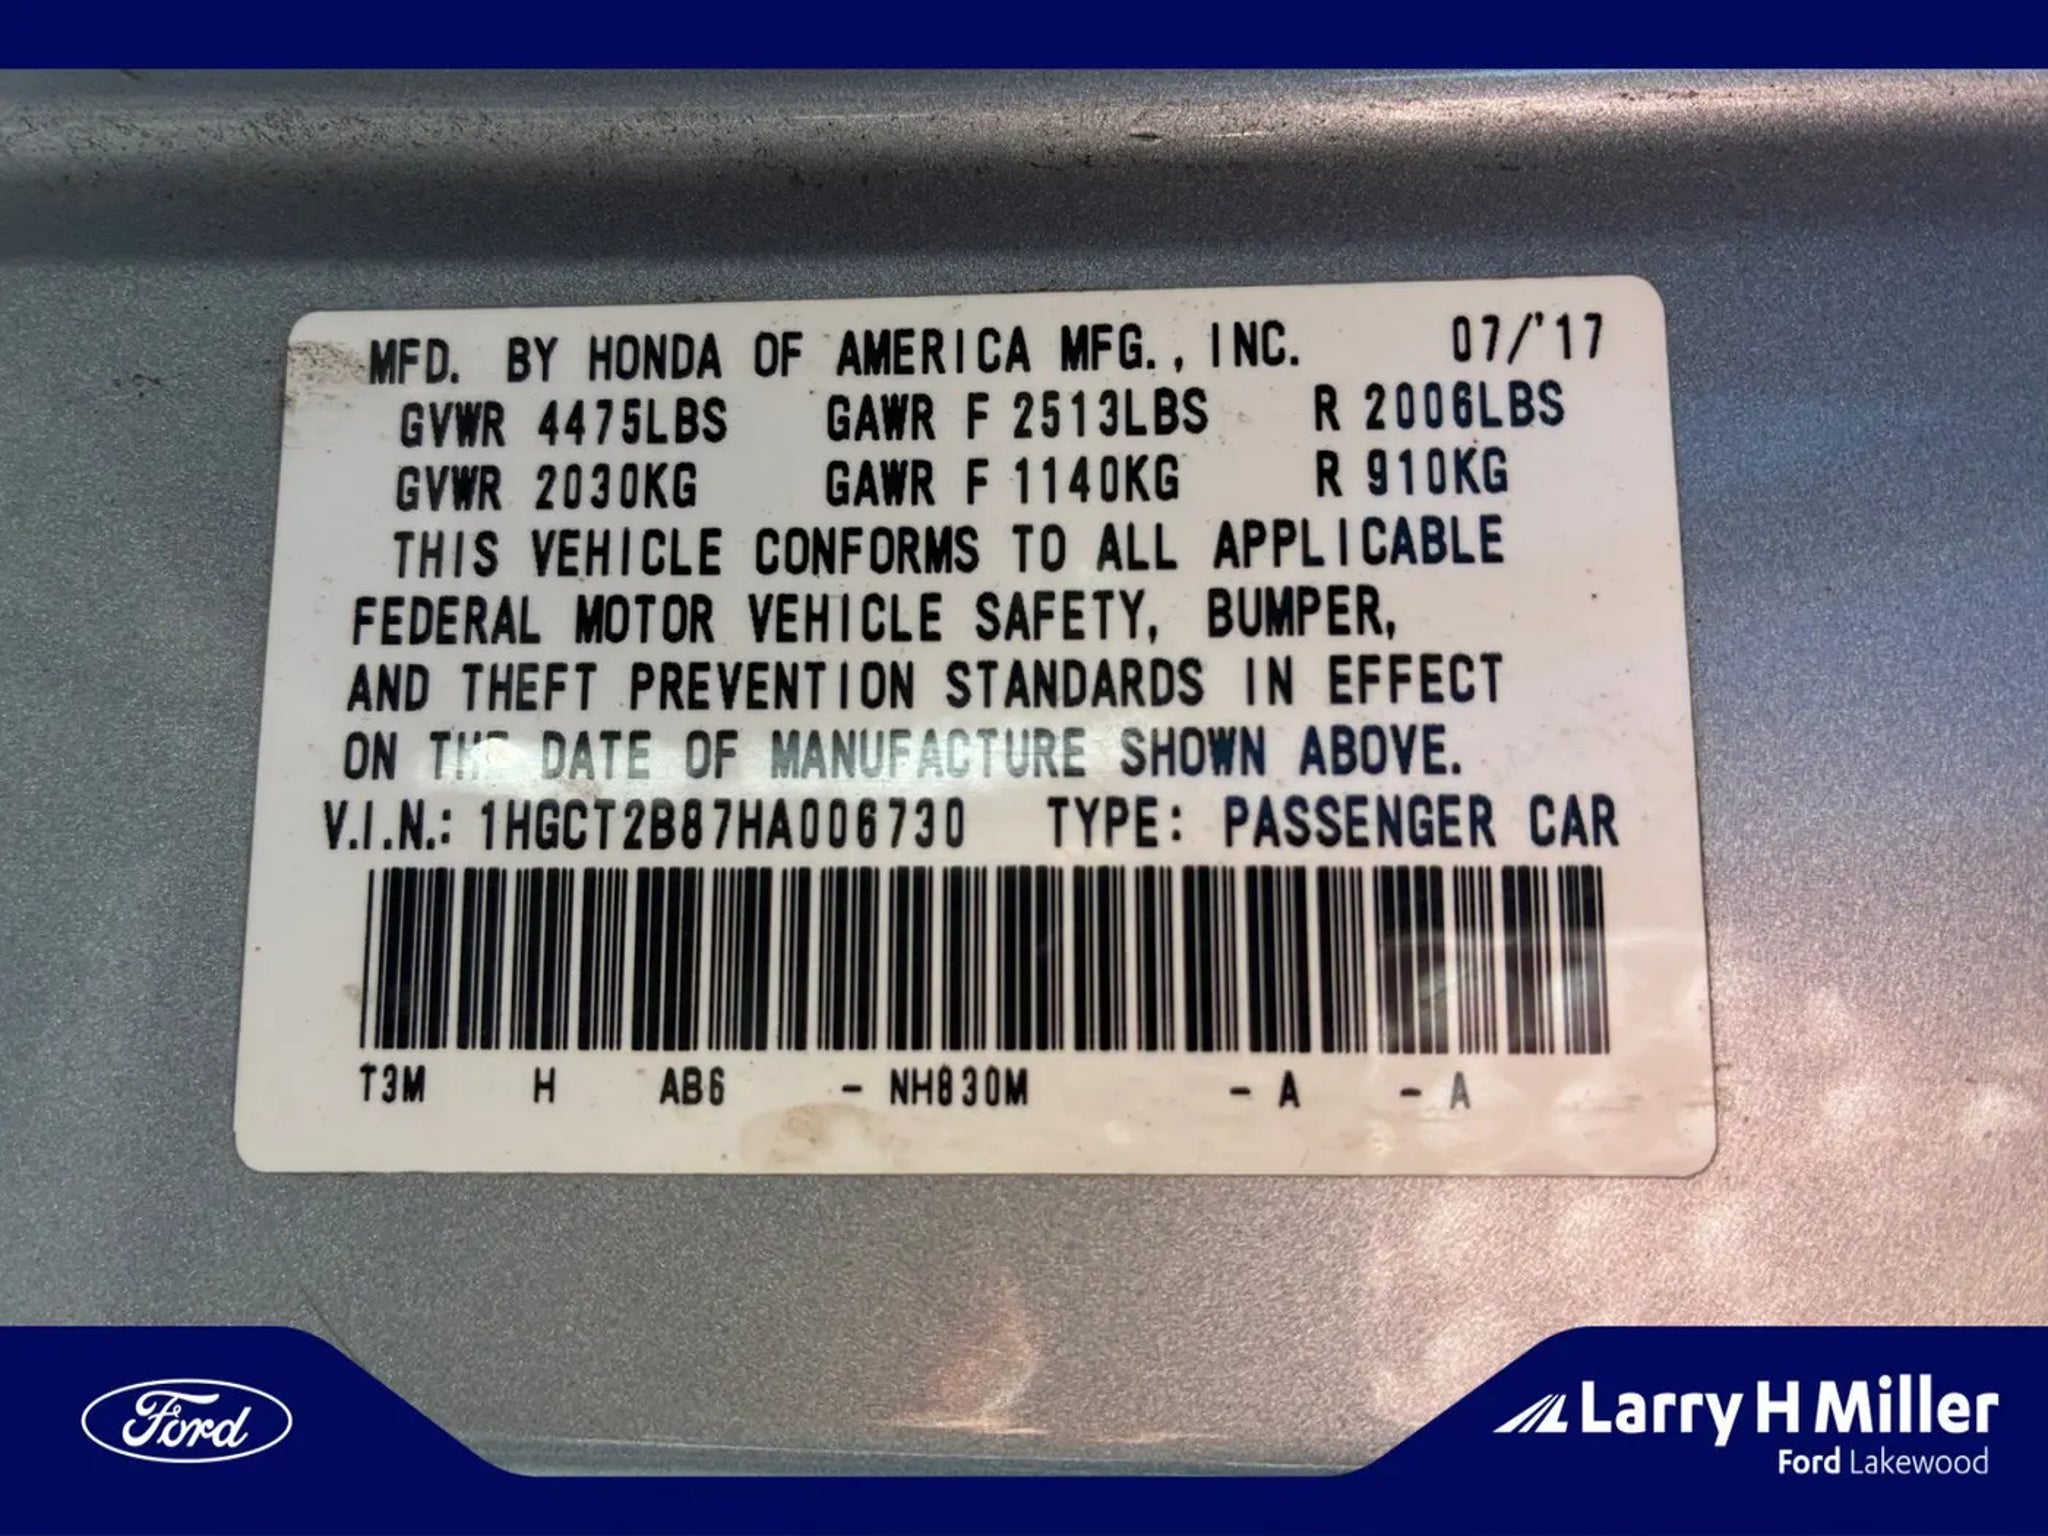 MFD. BY HONDA OF AMERICA MFG., INC. 07/'17
GVWR 4475LBS GAWR F 2513LBS R 2006LBS
GVWR 2030KG GAWR F 1140KG R 910KG
THIS VEHICLE CONFORMS TO ALL APPLICABLE
FEDERAL MOTOR VEHICLE SAFETY, BUMPER,
AND THEFT PREVENTION STANDARDS IN EFFECT
ON THE DATE OF MANUFACTURE SHOWN ABOVE.
V.I.N.: 1HGCT2B87HA006730 TYPE: PASSENGER CAR
T3M H AB6 - NH830M - A - A
Ford
Larry H Miller
Ford Lakewood